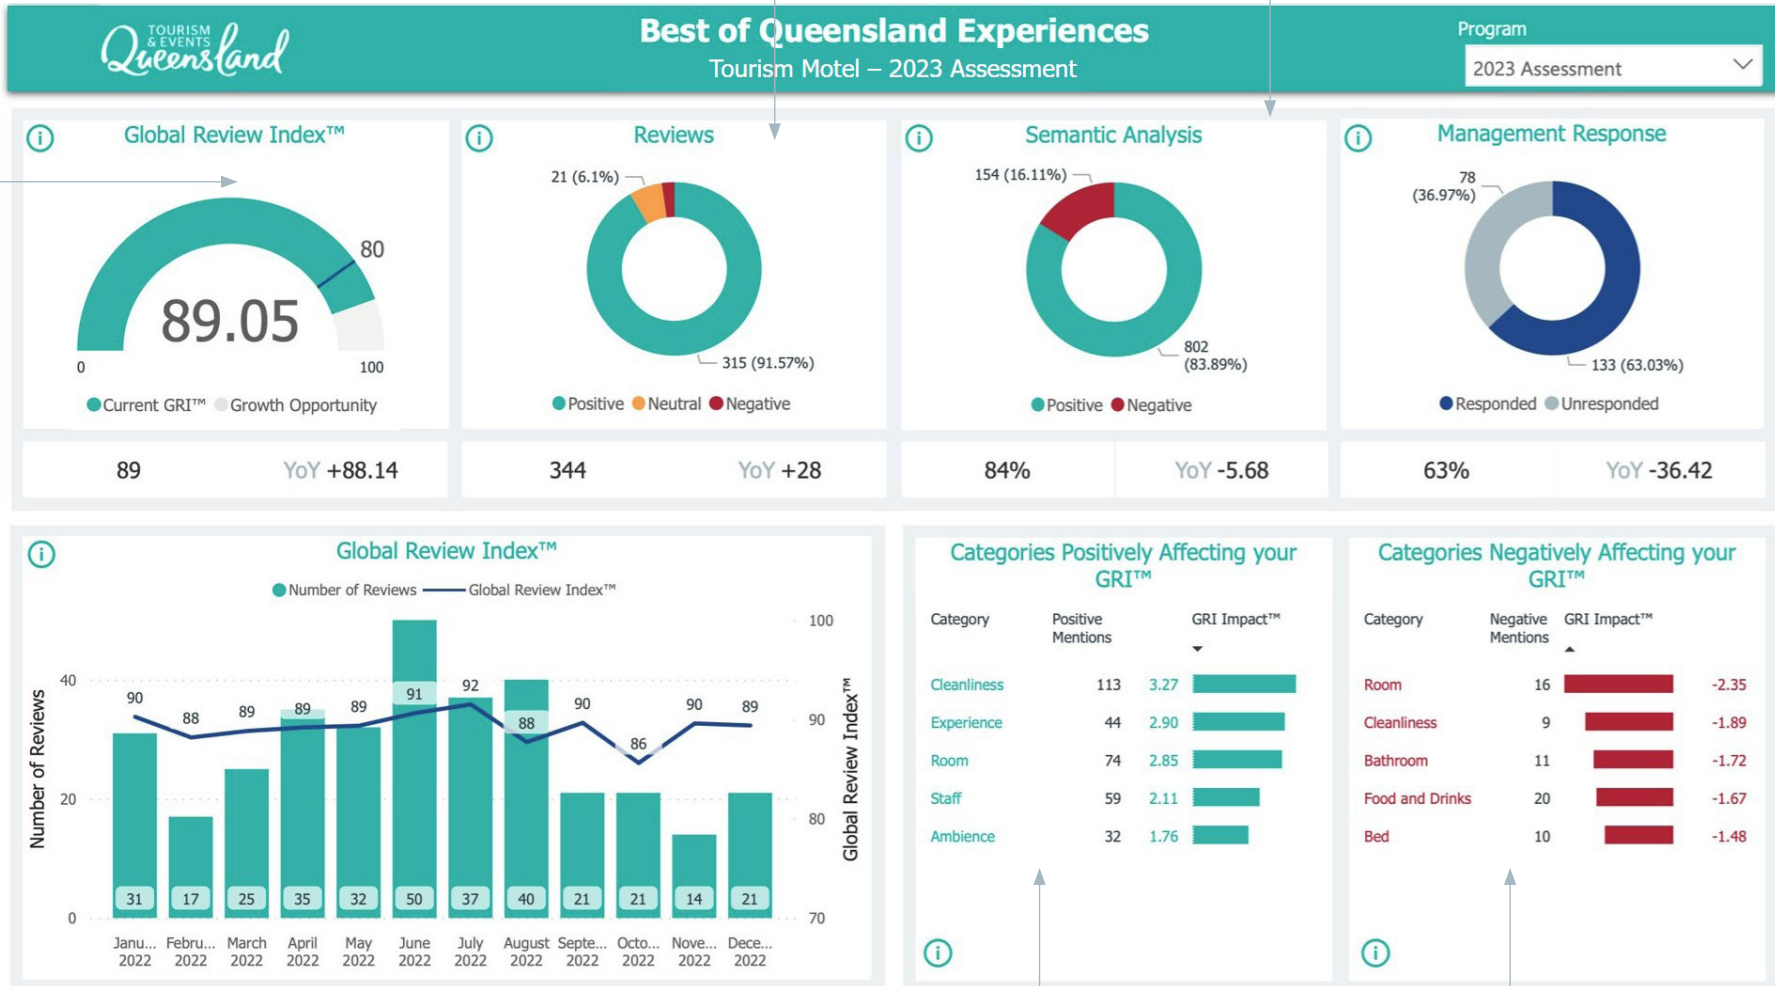 TOURISM
& EVENTS
Queensland
Best of Queensland Experiences
Tourism Motel – 2023 Assessment
Program
2023 Assessment
Global Review Index™
80
89.05
0
100
Current GRI™ Growth Opportunity
89 YoY +88.14
Reviews
21 (6.1%)
315 (91.57%)
Positive Neutral Negative
344 YoY +28
Semantic Analysis
154 (16.11%)
802
(83.89%)
Positive Negative
84% YoY -5.68
Management Response
78
(36.97%)
133 (63.03%)
Responded Unresponded
63% YoY -36.42
Global Review Index™
Number of Reviews Global Review Index™
Number of Reviews
40
20
0
90 88 89 89 89 91 92 88 90 86 90 89
31 17 25 35 32 50 37 40 21 21 14 21
Janu... Febru... March April May June July August Septe... Octo... Nove... Dece...
2022 2022 2022 2022 2022 2022 2022 2022 2022 2022 2022 2022
100
90
80
70
Global Review Index™
Categories Positively Affecting your
GRI™
Category Positive GRI Impact™
Mentions
Cleanliness 113 3.27
Experience 44 2.90
Room 74 2.85
Staff 59 2.11
Ambience 32 1.76
Categories Negatively Affecting your
GRI™
Category Negative GRI Impact™
Mentions
Room 16 -2.35
Cleanliness 9 -1.89
Bathroom 11 -1.72
Food and Drinks 20 -1.67
Bed 10 -1.48